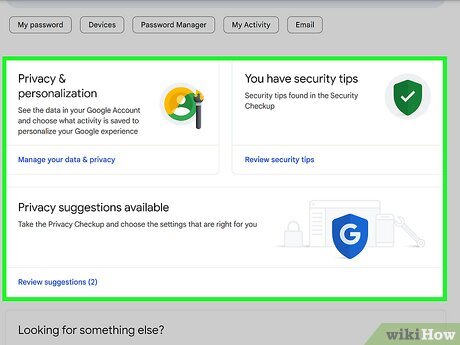 My password
Devices
Password Manager
My Activity
Email
Privacy &
personalization
See the data in your Google Account
and choose what activity is saved to
personalize your Google experience
Manage your data & privacy
You have security tips
Security tips found in the Security
Checkup
Review security tips
Privacy suggestions available
Take the Privacy Checkup and choose the settings that are right for you
G
Review suggestions (2)
Looking for something else?
wikiHow